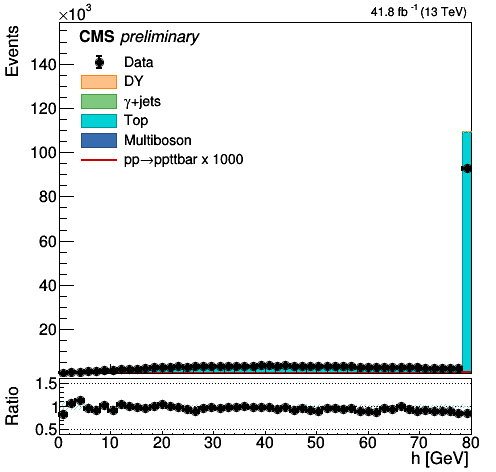 ×10³
41.8 fb⁻¹ (13 TeV)
Events
CMS preliminary
Data
DY
γ+jets
Top
Multiboson
pp→ppttbar x 1000
140
120
100
80
60
40
20
Ratio
1.5
1
0.5
0 10 20 30 40 50 60 70 80
h [GeV]